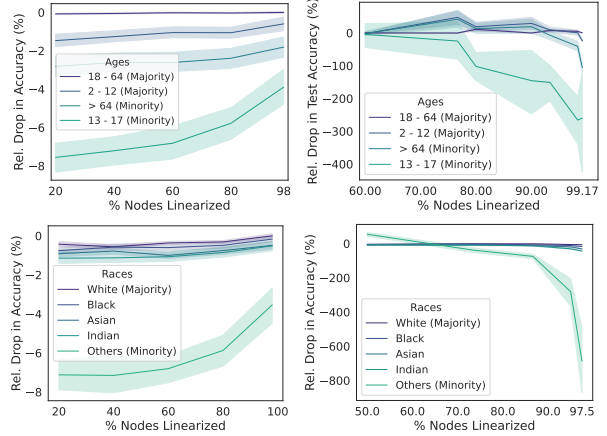 Rel. Drop in Accuracy (%)
0
−2
−4
−6
−8
Ages
18 - 64 (Majority)
2 - 12 (Majority)
> 64 (Minority)
13 - 17 (Minority)
20 40 60 80 98
% Nodes Linearized
Rel. Drop in Test Accuracy (%)
0
−100
−200
−300
−400
Ages
18 - 64 (Majority)
2 - 12 (Majority)
> 64 (Minority)
13 - 17 (Minority)
60.00 70.00 80.00 90.00 99.17
% Nodes Linearized
Rel. Drop in Accuracy (%)
0
−2
−4
−6
−8
Races
White (Majority)
Black
Asian
Indian
Others (Minority)
20 40 60 80 100
% Nodes Linearized
Rel. Drop in Accuracy (%)
0
−200
−400
−600
−800
Races
White (Majority)
Black
Asian
Indian
Others (Minority)
50.0 60.0 70.0 80.0 90.0 97.5
% Nodes Linearized